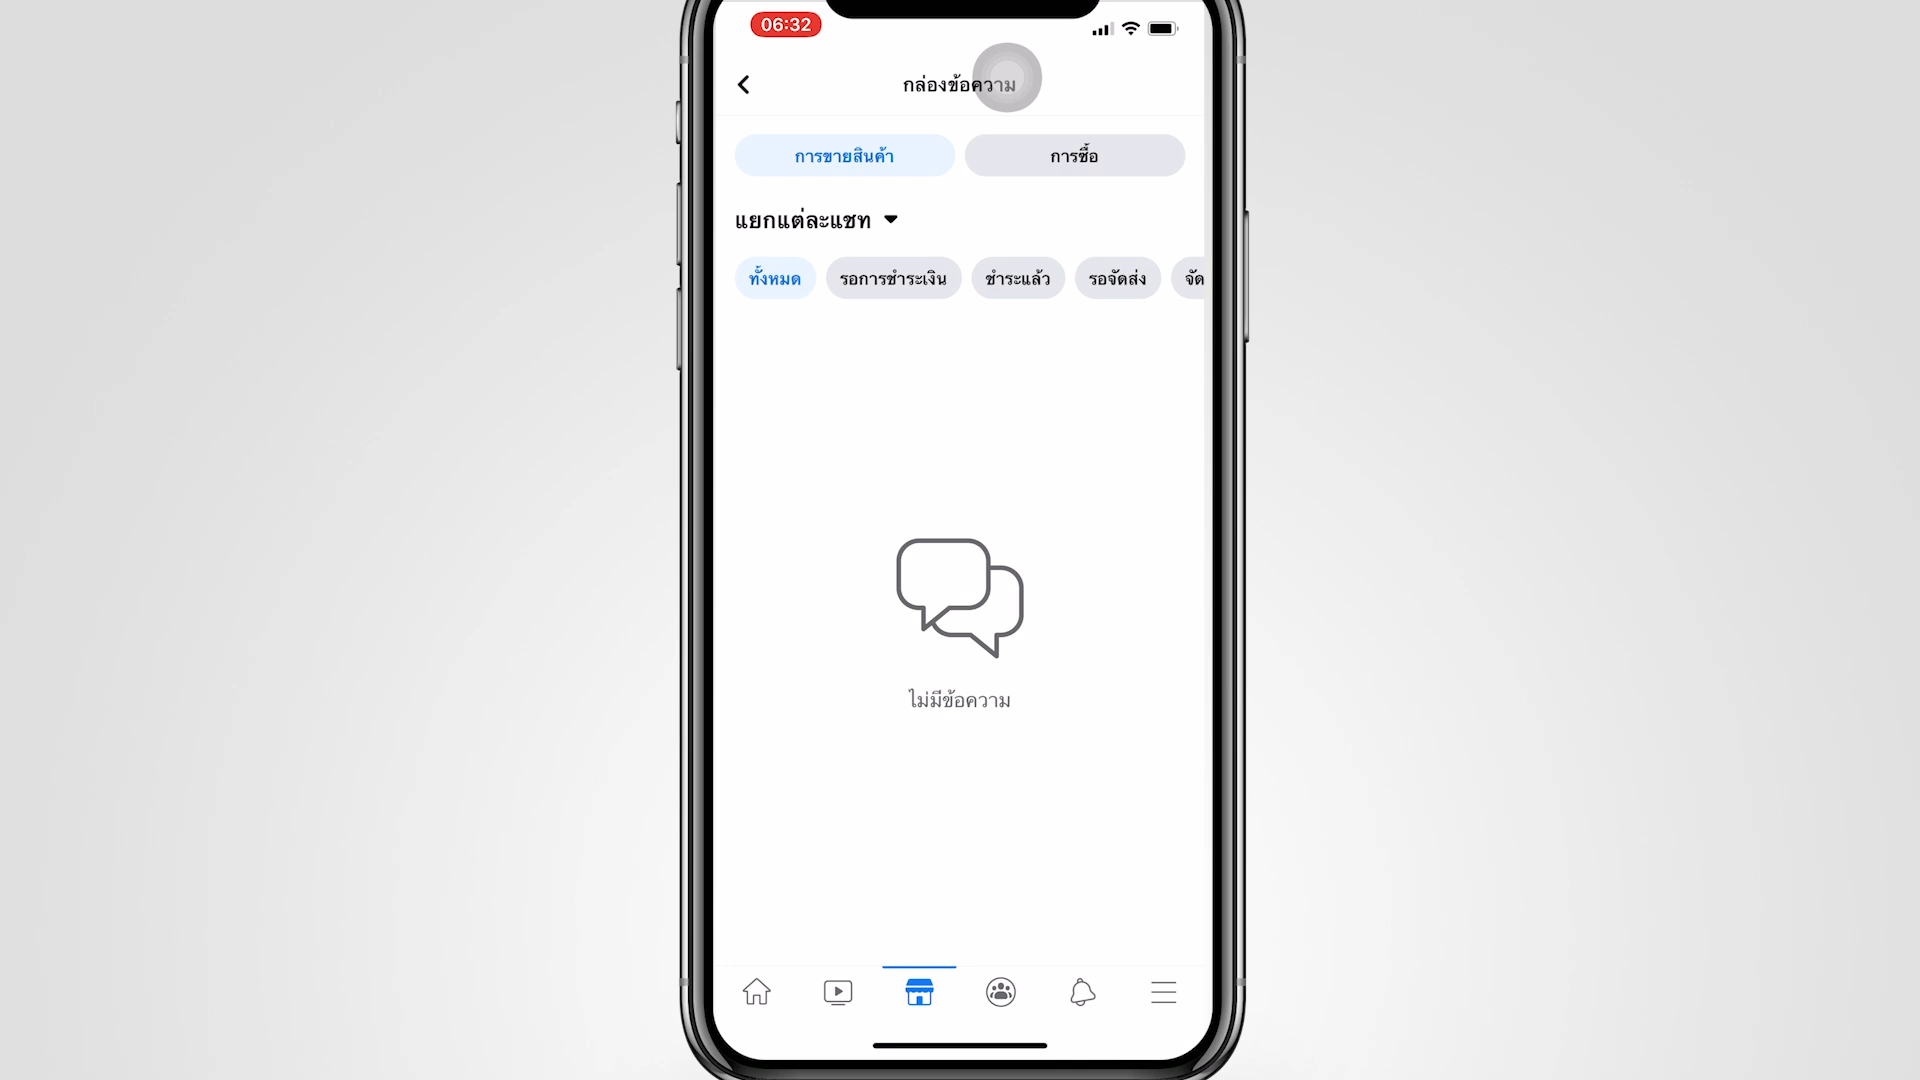 06:32
กล่องข้อความ
การขายสินค้า
การซื้อ
แยกแต่ละแชท
ทั้งหมด
รอการชำระเงิน
ชำระแล้ว
รอจัดส่ง
จัด
ไม่มีข้อความ